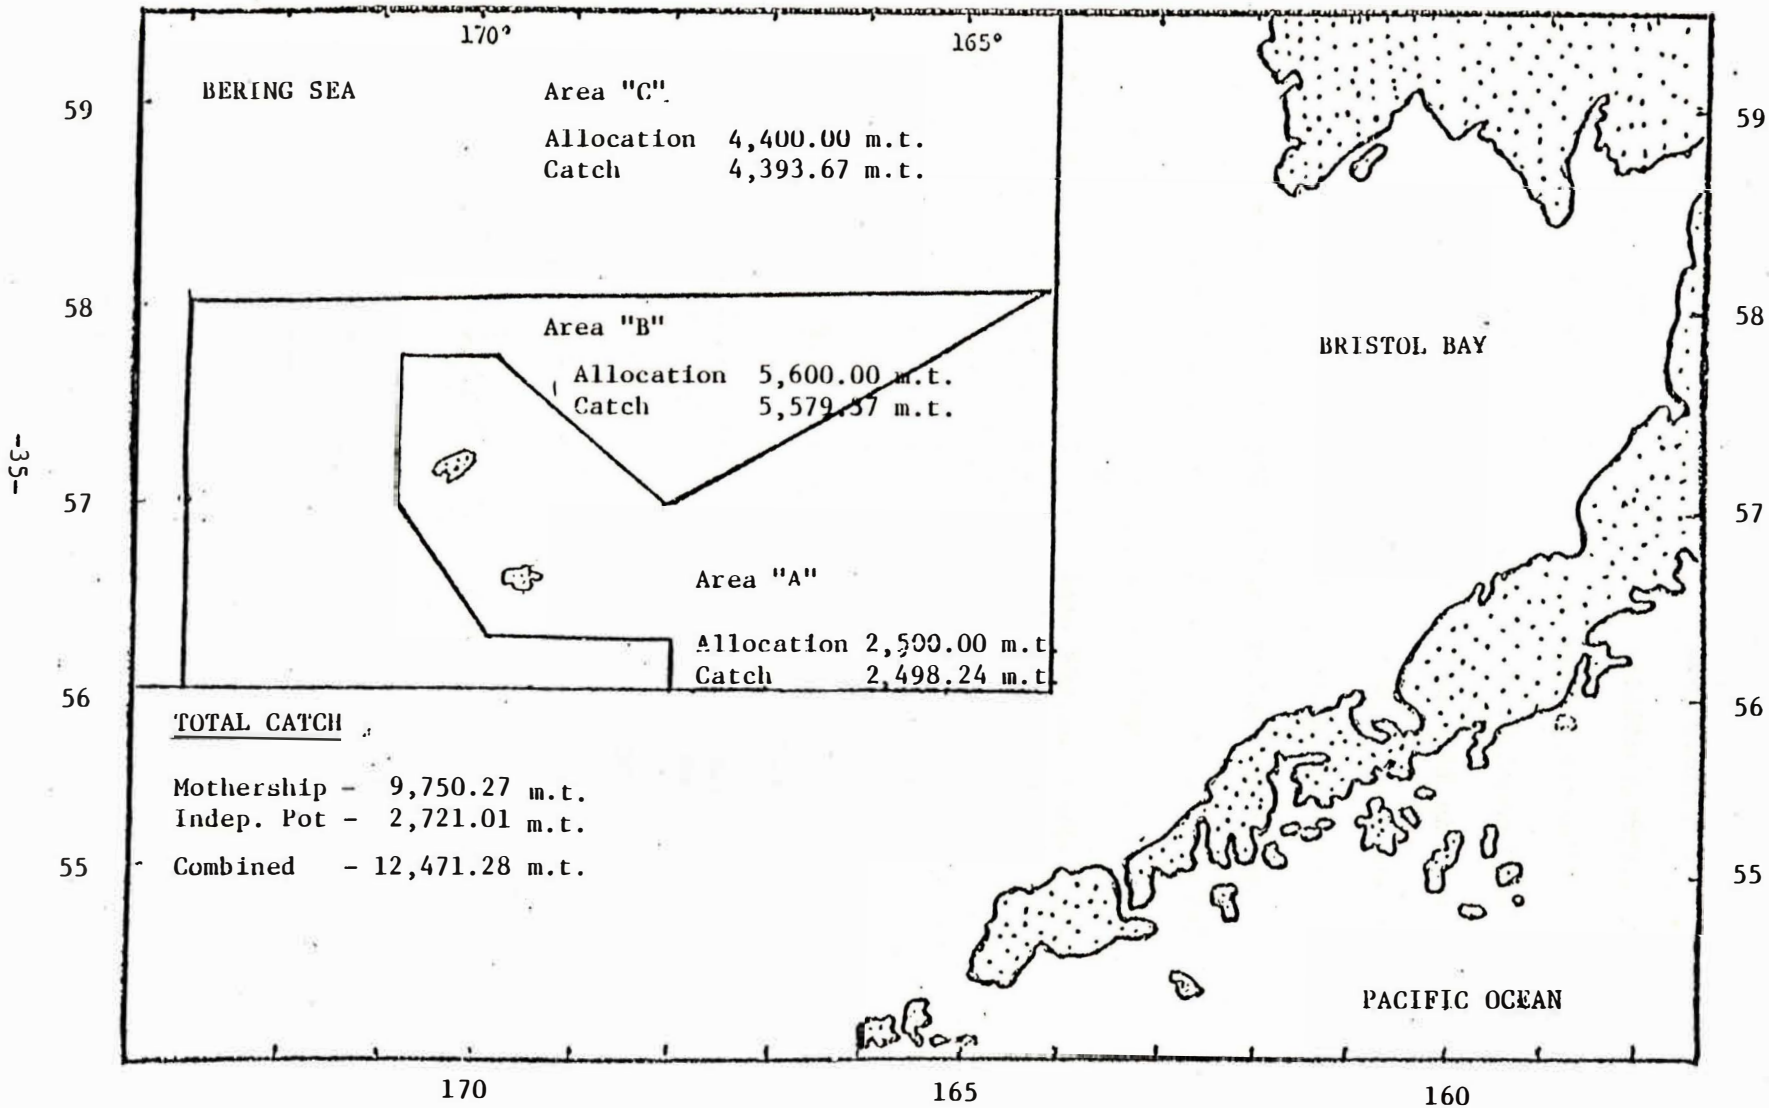 170° 165°
BERING SEA
Area "C"
Allocation 4,400.00 m.t.
Catch 4,393.67 m.t.
59 59
58 58
Area "B"
Allocation 5,600.00 m.t.
Catch 5,579.37 m.t.
BRISTOL BAY
-35-
57 57
Area "A"
Allocation 2,500.00 m.t.
Catch 2,498.24 m.t.
56 56
TOTAL CATCH
Mothership - 9,750.27 m.t.
Indep. Pot - 2,721.01 m.t.
Combined - 12,471.28 m.t.
55 55
PACIFIC OCEAN
170 165 160